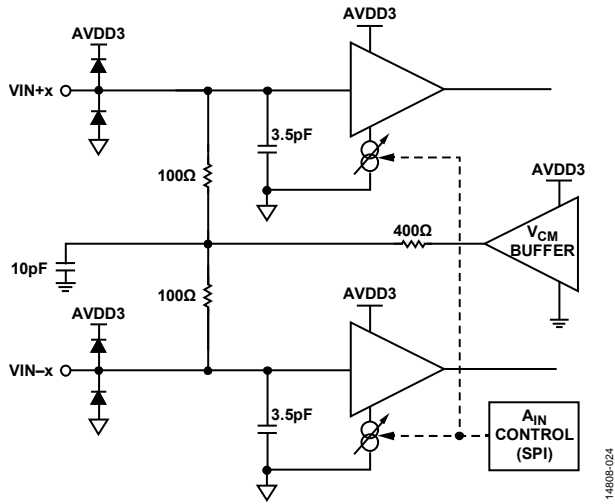 AVDD3
VIN+x
AVDD3
3.5pF
100Ω
AVDD3
400Ω
VCM
BUFFER
10pF
100Ω
AVDD3
AVDD3
VIN–x
3.5pF
AIN
CONTROL
(SPI)
14808-024